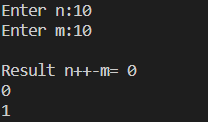 Enter n:10
Enter m:10
Result n++-m= 0
0
1